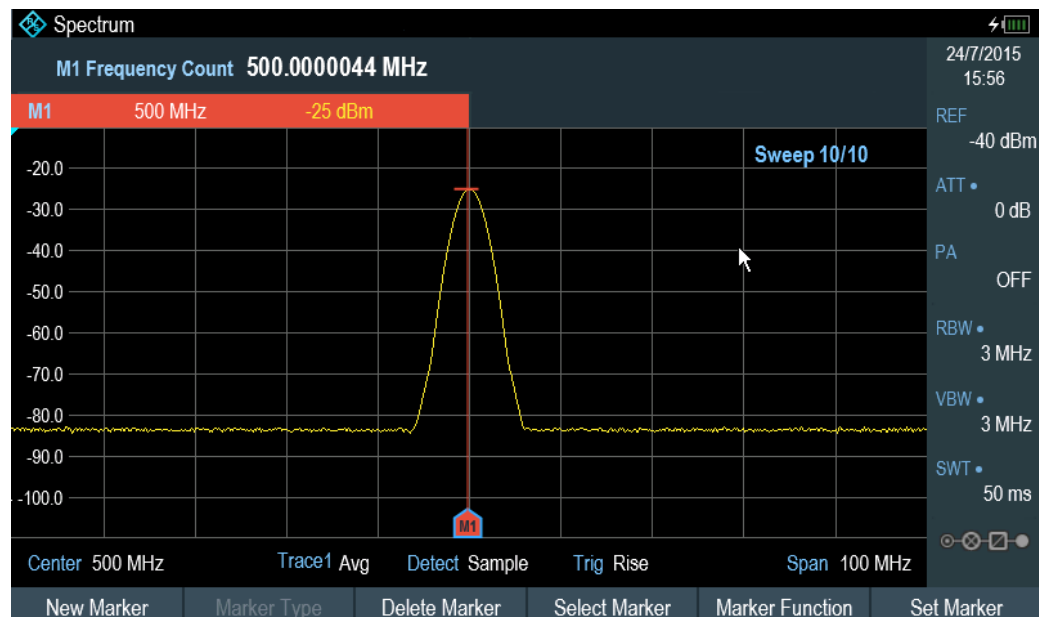 Spectrum
M1 Frequency Count 500.0000044 MHz
24/7/2015
15:56
M1 500 MHz -25 dBm
REF
-40 dBm
Sweep 10/10
-20.0
-30.0
-40.0
-50.0
-60.0
-70.0
-80.0
-90.0
-100.0
ATT
0 dB
PA
OFF
RBW
3 MHz
VBW
3 MHz
SWT
50 ms
M1
Center 500 MHz Trace1 Avg Detect Sample Trig Rise Span 100 MHz
New Marker Marker Type Delete Marker Select Marker Marker Function Set Marker